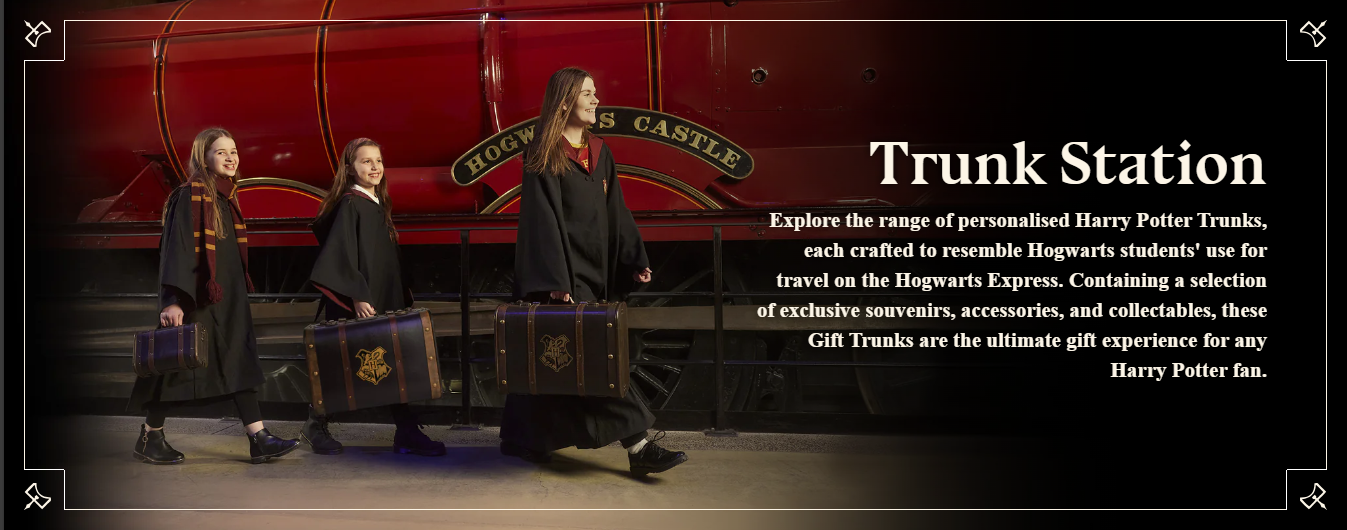 HOGW S CASTLE
Trunk Station
Explore the range of personalised Harry Potter Trunks,
each crafted to resemble Hogwarts students' use for
travel on the Hogwarts Express. Containing a selection
of exclusive souvenirs, accessories, and collectables, these
Gift Trunks are the ultimate gift experience for any
Harry Potter fan.